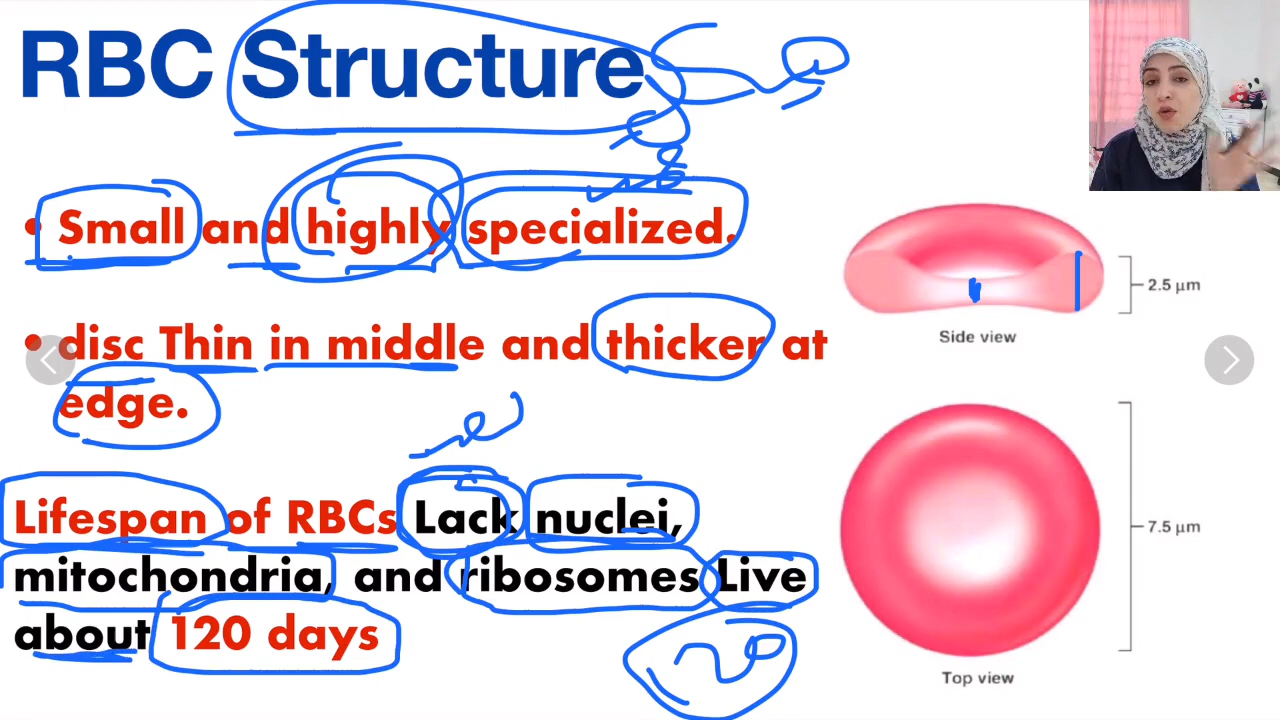 RBC Structure
• Small and highly specialized.
• disc Thin in middle and thicker at
edge.
Lifespan of RBCs Lack nuclei,
mitochondria, and ribosomes Live
about 120 days
2.5 µm
Side view
7.5 µm
Top view